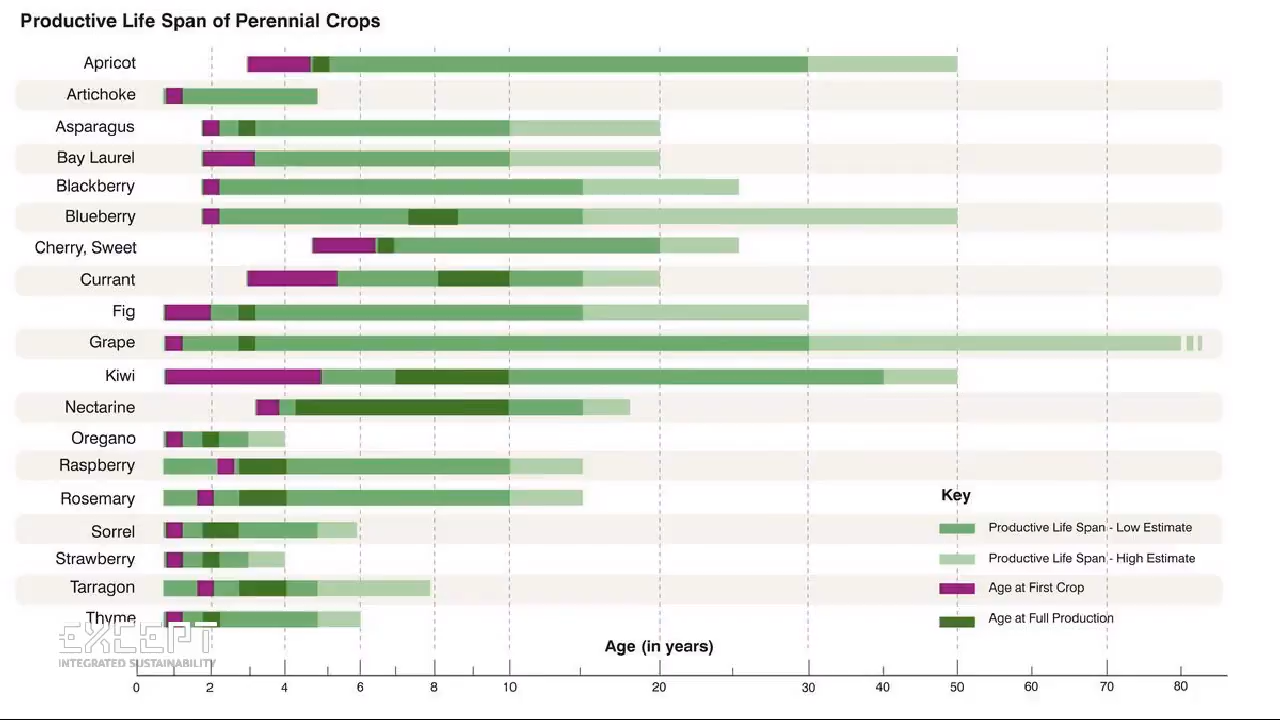 Productive Life Span of Perennial Crops
Apricot
Artichoke
Asparagus
Bay Laurel
Blackberry
Blueberry
Cherry, Sweet
Currant
Fig
Grape
Kiwi
Nectarine
Oregano
Raspberry
Rosemary
Sorrel
Strawberry
Tarragon
Thyme
Key
Productive Life Span - Low Estimate
Productive Life Span - High Estimate
Age at First Crop
Age at Full Production
EXCEPT
INTEGRATED SUSTAINABILITY
Age (in years)
0 2 4 6 8 10 20 30 40 50 60 70 80